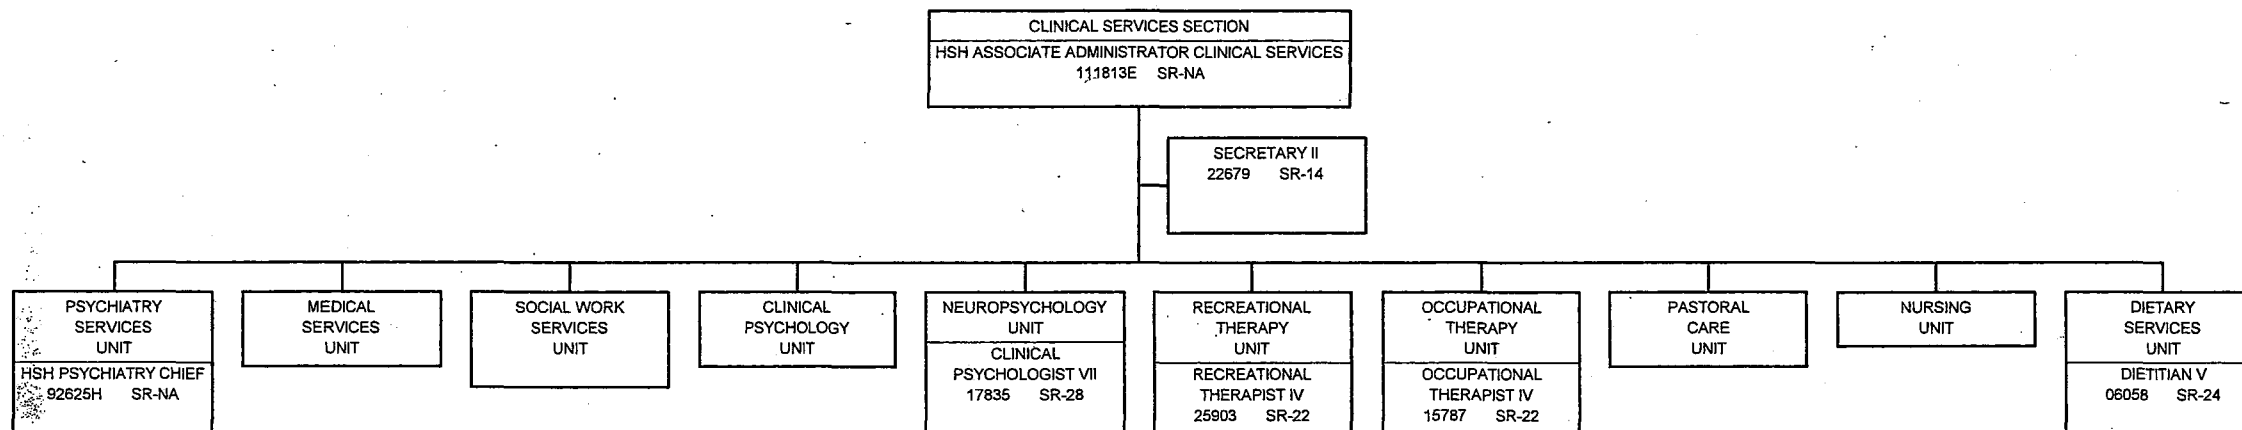 CLINICAL SERVICES SECTION
HSH ASSOCIATE ADMINISTRATOR CLINICAL SERVICES
111813E SR-NA
SECRETARY II
22679 SR-14
PSYCHIATRY
SERVICES
UNIT
HSH PSYCHIATRY CHIEF
92625H SR-NA
MEDICAL
SERVICES
UNIT
SOCIAL WORK
SERVICES
UNIT
CLINICAL
PSYCHOLOGY
UNIT
NEUROPSYCHOLOGY
UNIT
CLINICAL
PSYCHOLOGIST VII
17835 SR-28
RECREATIONAL
THERAPY
UNIT
RECREATIONAL
THERAPIST IV
25903 SR-22
OCCUPATIONAL
THERAPY
UNIT
OCCUPATIONAL
THERAPIST IV
15787 SR-22
PASTORAL
CARE
UNIT
NURSING
UNIT
DIETARY
SERVICES
UNIT
DIETITIAN V
06058 SR-24